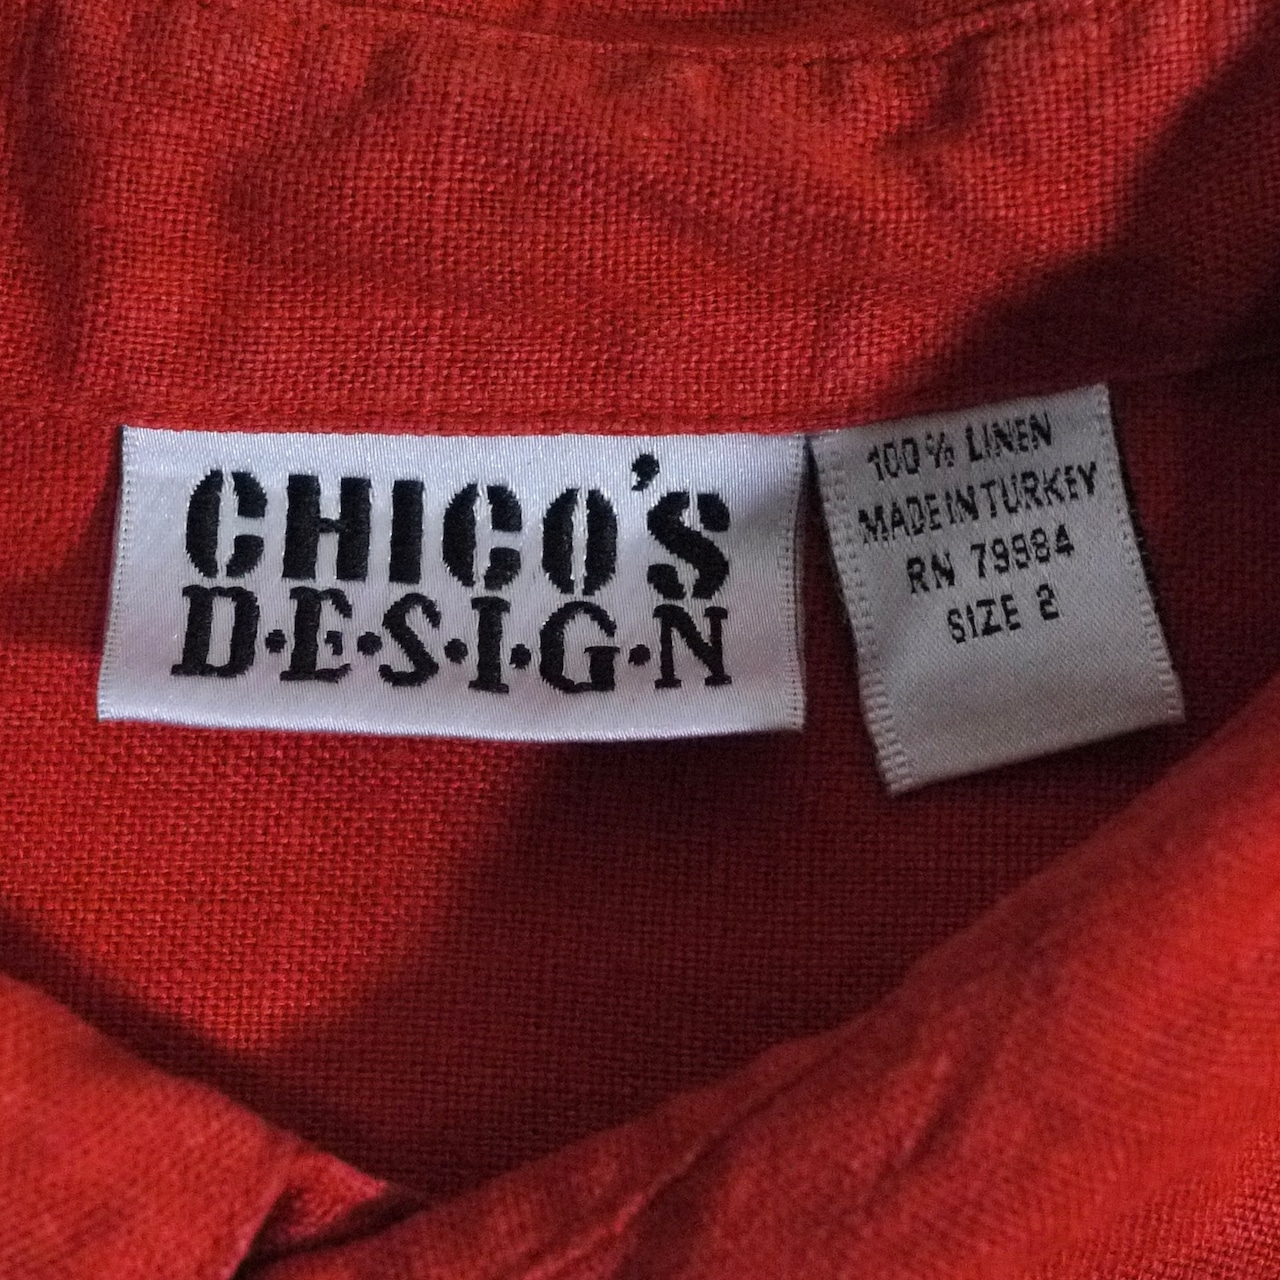 CHICO'S
D•E•S•I•G•N
100% LINEN
MADE IN TURKEY
RN 79984
SIZE 2